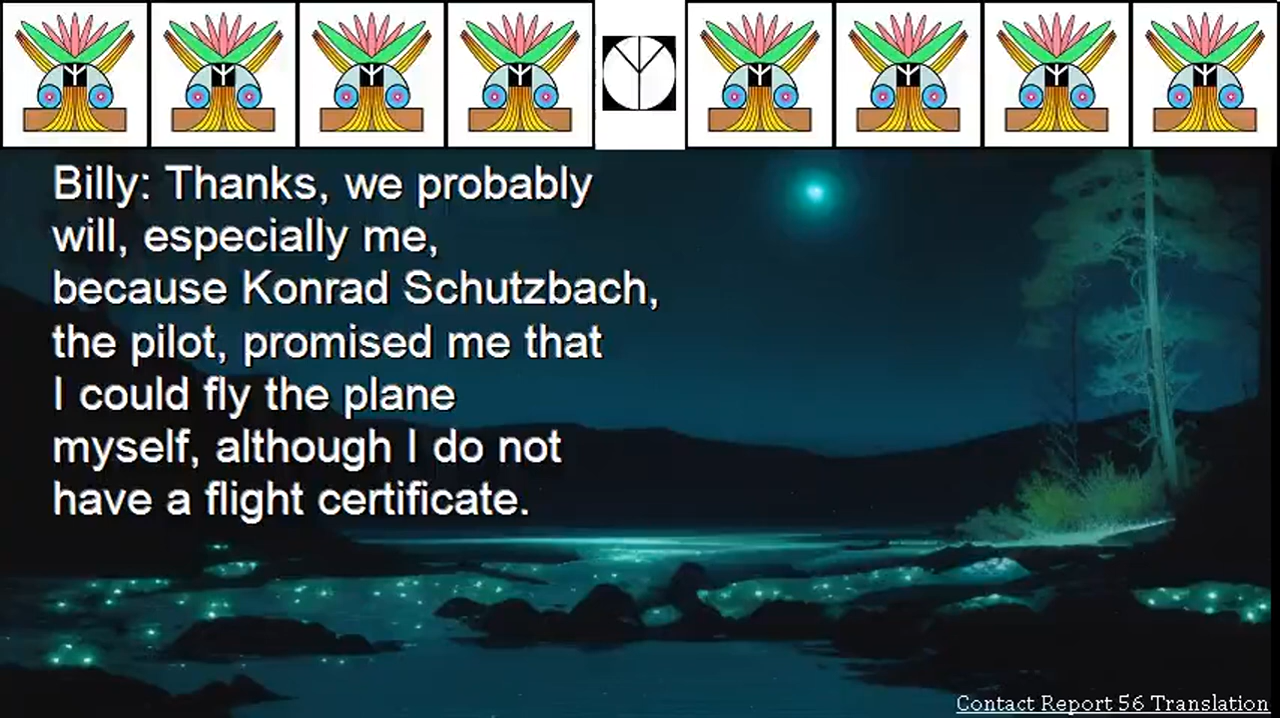 Billy: Thanks, we probably
will, especially me,
because Konrad Schutzbach,
the pilot, promised me that
I could fly the plane
myself, although I do not
have a flight certificate.
Contact Report 56 Translation